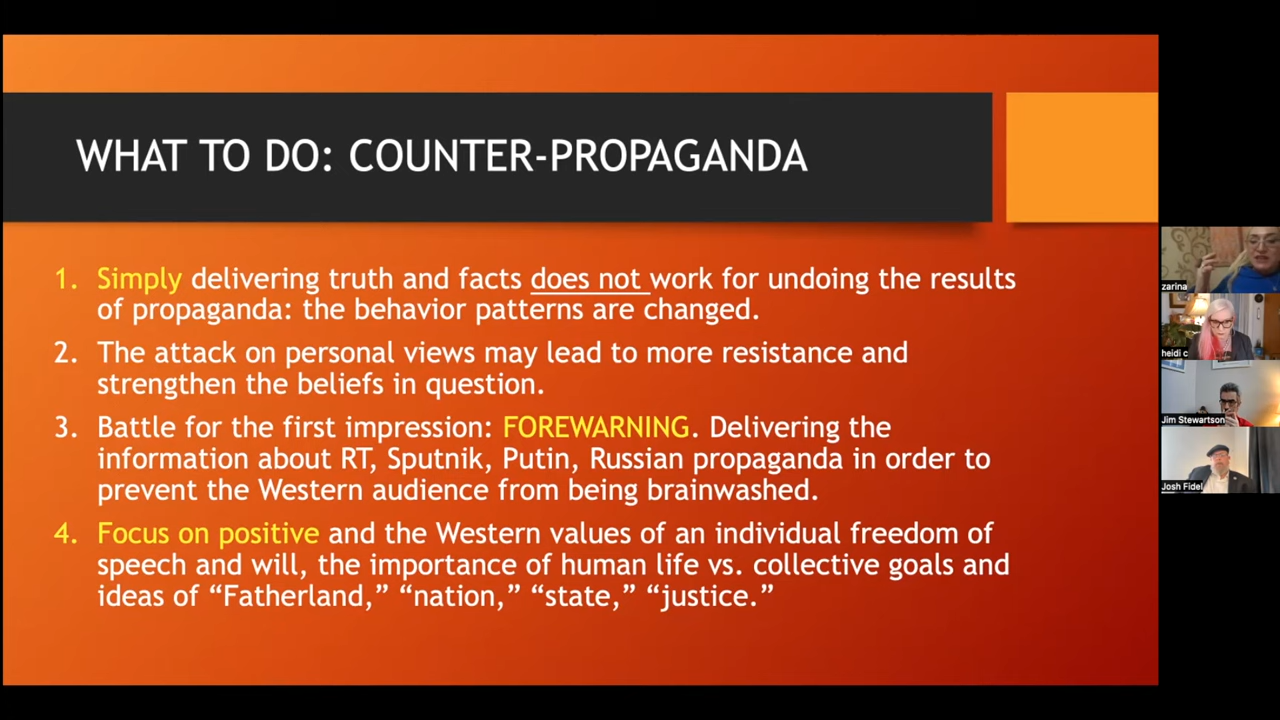 WHAT TO DO: COUNTER-PROPAGANDA
1. Simply delivering truth and facts does not work for undoing the results
of propaganda: the behavior patterns are changed.
2. The attack on personal views may lead to more resistance and
strengthen the beliefs in question.
3. Battle for the first impression: FOREWARNING. Delivering the
information about RT, Sputnik, Putin, Russian propaganda in order to
prevent the Western audience from being brainwashed.
4. Focus on positive and the Western values of an individual freedom of
speech and will, the importance of human life vs. collective goals and
ideas of “Fatherland,” “nation,” “state,” “justice.”
zarina
heidi c
Jim Stewartson
Josh Fidel